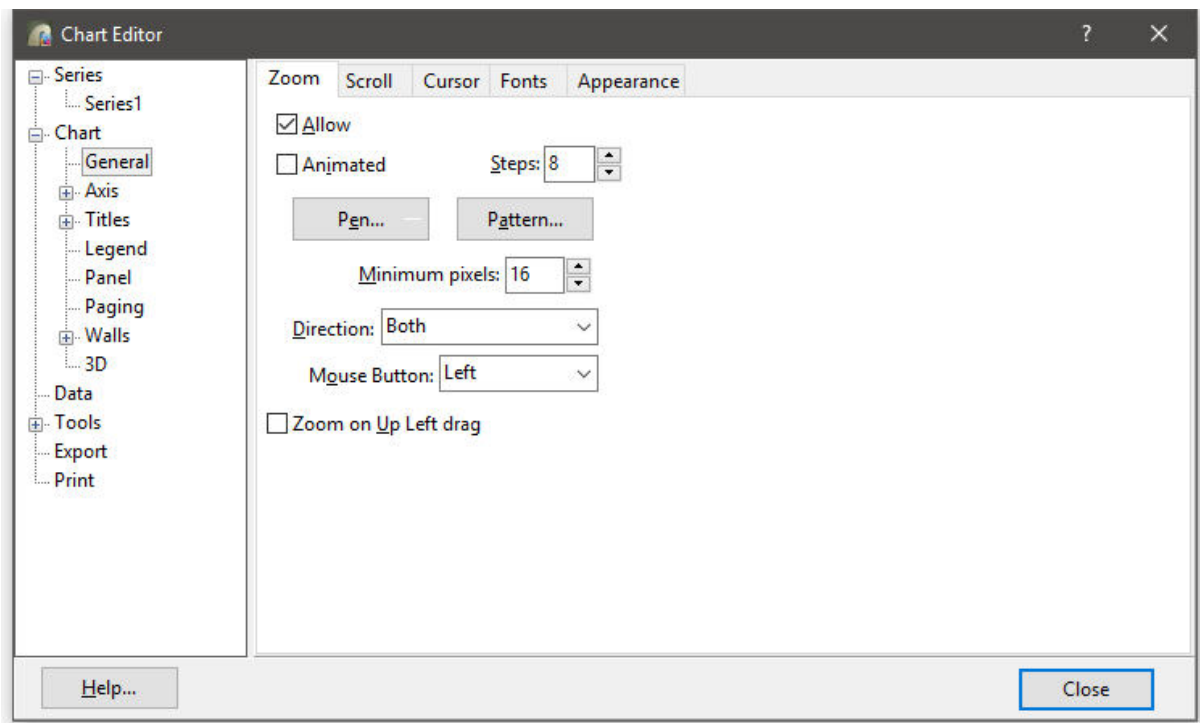 Chart Editor
?
Series
Series1
Chart
General
Axis
Titles
Legend
Panel
Paging
Walls
3D
Data
Tools
Export
Print
Zoom Scroll Cursor Fonts Appearance
Allow
Animated Steps: 8
Pen... Pattern...
Minimum pixels: 16
Direction: Both
Mouse Button: Left
Zoom on Up Left drag
Help... Close